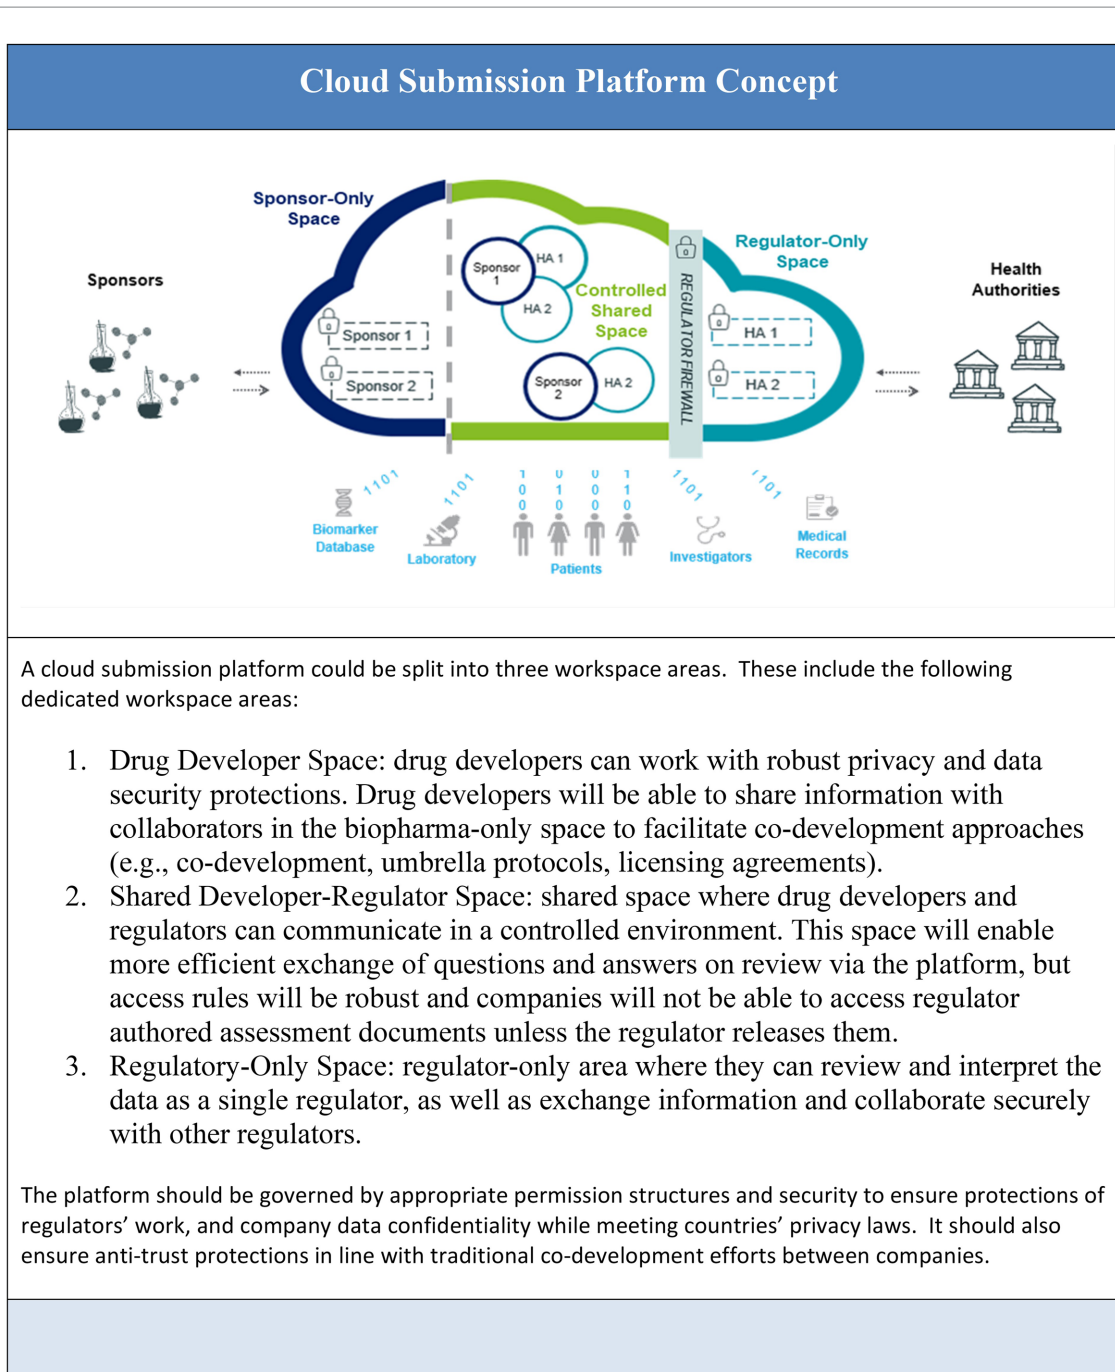 Cloud Submission Platform Concept
Sponsor-Only
Space
Sponsors
Sponsor 1
Sponsor 2
Sponsor
1
HA 1
HA 2
Controlled
Shared
Space
Sponsor
2
HA 2
REGULATOR FIREWALL
Regulator-Only
Space
HA 1
HA 2
Health
Authorities
1101
1101
1 0 0 1
0 1 0 1
0 0 0 0
1101
1101
Biomarker
Database
Laboratory
Patients
Investigators
Medical
Records
A cloud submission platform could be split into three workspace areas.  These include the following
dedicated workspace areas:
1. Drug Developer Space: drug developers can work with robust privacy and data
security protections. Drug developers will be able to share information with
collaborators in the biopharma-only space to facilitate co-development approaches
(e.g., co-development, umbrella protocols, licensing agreements).
2. Shared Developer-Regulator Space: shared space where drug developers and
regulators can communicate in a controlled environment. This space will enable
more efficient exchange of questions and answers on review via the platform, but
access rules will be robust and companies will not be able to access regulator
authored assessment documents unless the regulator releases them.
3. Regulatory-Only Space: regulator-only area where they can review and interpret the
data as a single regulator, as well as exchange information and collaborate securely
with other regulators.
The platform should be governed by appropriate permission structures and security to ensure protections of
regulators’ work, and company data confidentiality while meeting countries’ privacy laws.  It should also
ensure anti-trust protections in line with traditional co-development efforts between companies.